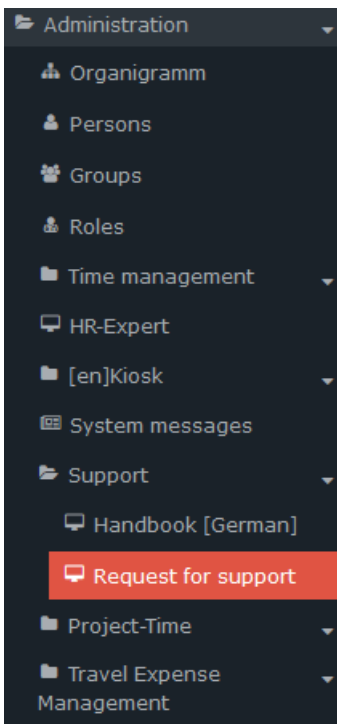 Administration
Organigramm
Persons
Groups
Roles
Time management
HR-Expert
[en]Kiosk
System messages
Support
Handbook [German]
Request for support
Project-Time
Travel Expense
Management